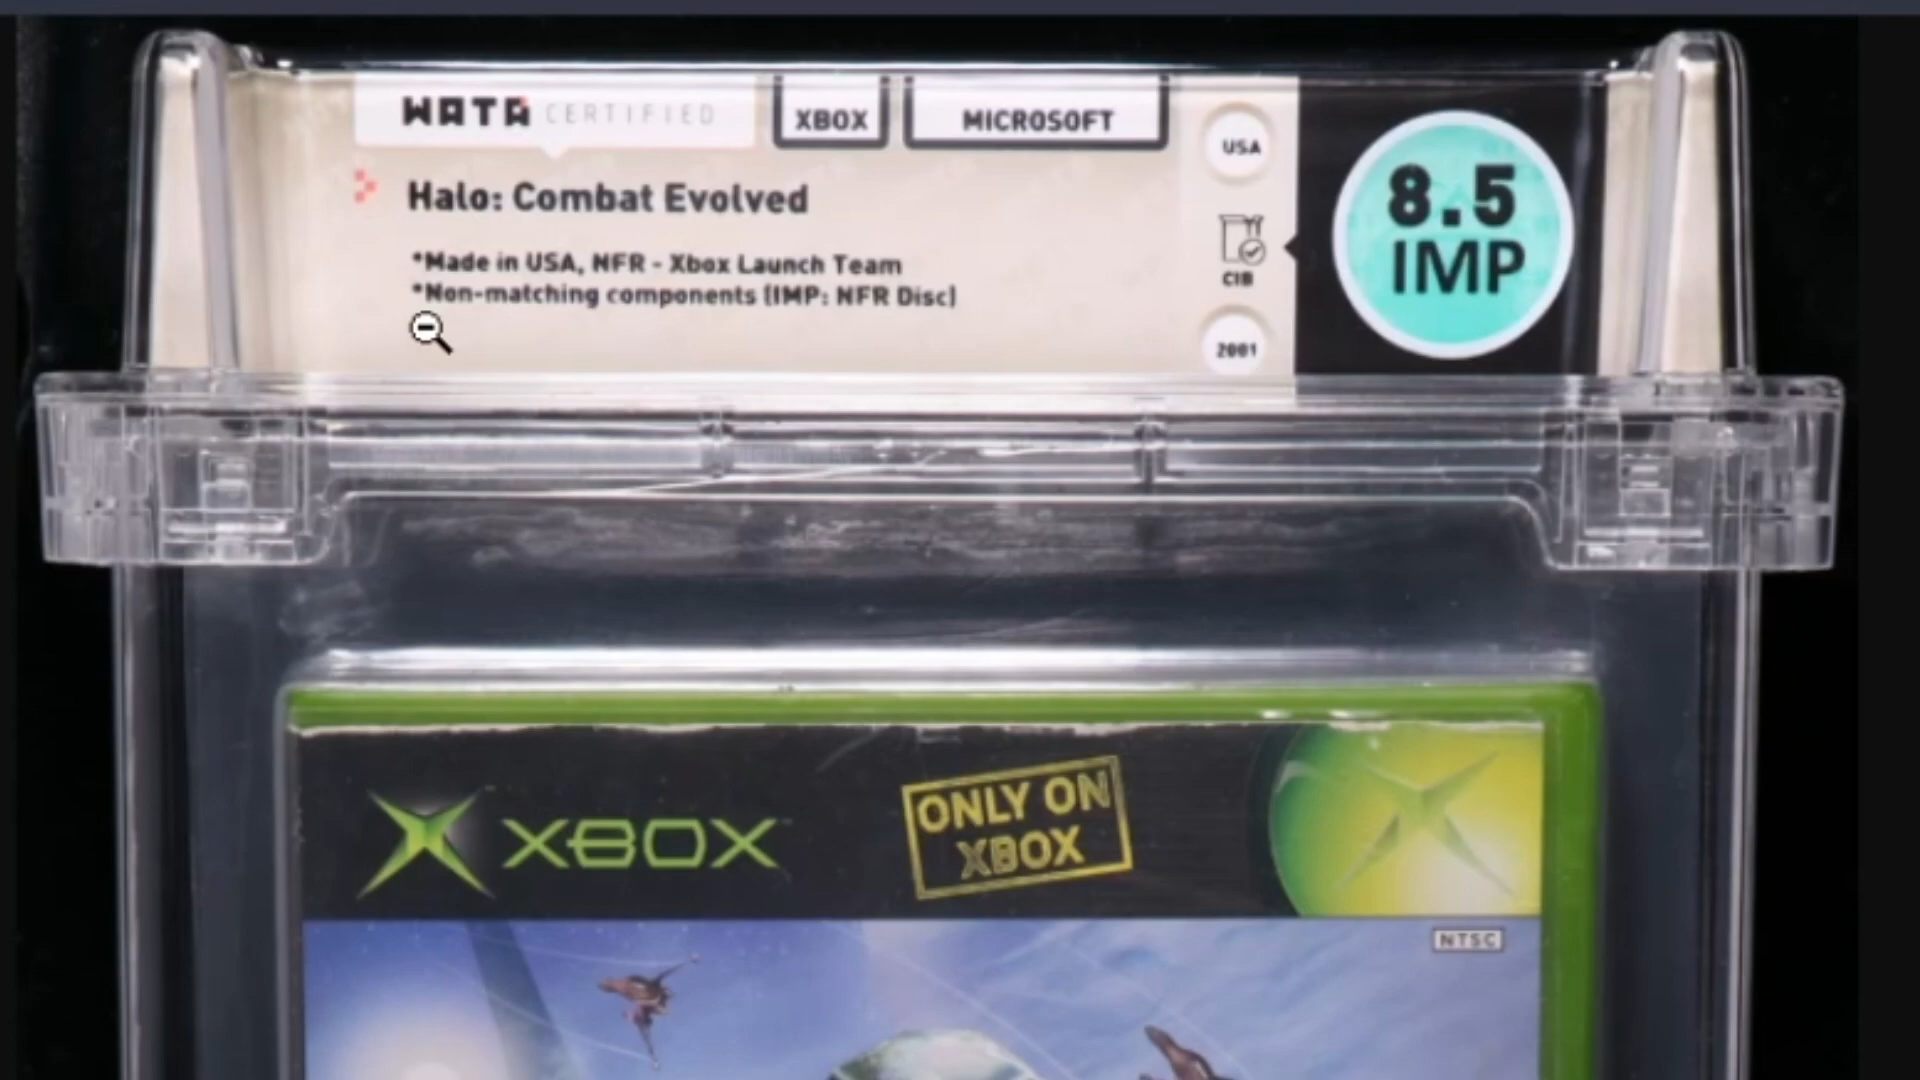 WATA CERTIFIED
XBOX
MICROSOFT
USA
Halo: Combat Evolved
*Made in USA, NFR - Xbox Launch Team
*Non-matching components (IMP: NFR Disc)
CIB
2001
8.5
IMP
XBOX
ONLY ON
XBOX
NTSC